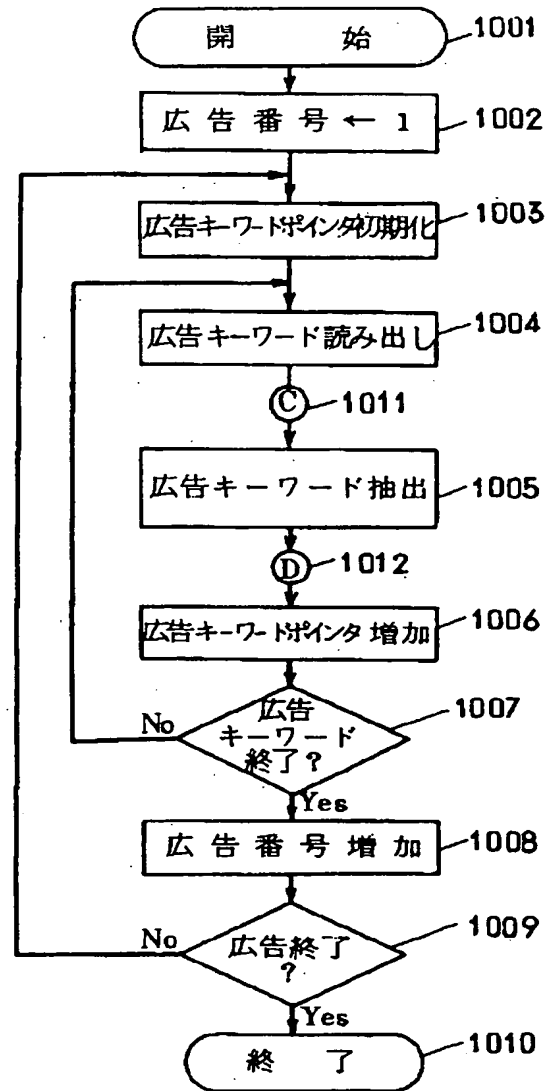 開 始
1001
広告番号 ← 1
1002
広告キーワードポインタ初期化
1003
広告キーワード読み出し
1004
C
1011
広告キーワード抽出
1005
D
1012
広告キーワードポインタ増加
1006
広告
キーワード
終了?
1007
No
Yes
広告番号増加
1008
広告終了
?
1009
No
Yes
終 了
1010